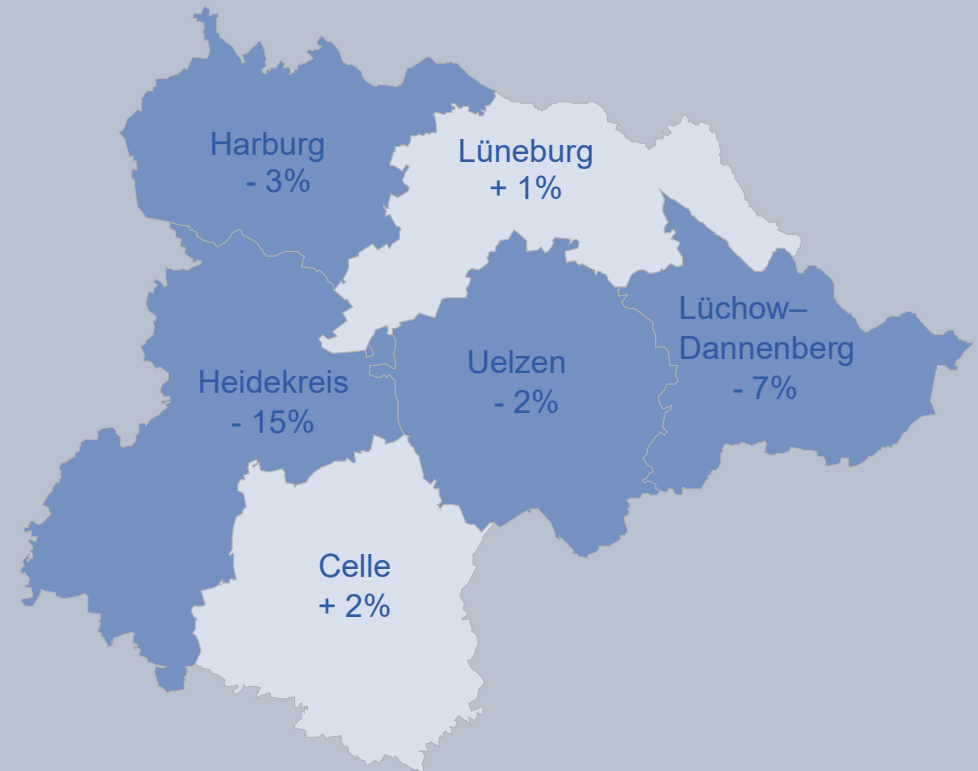 Harburg
- 3%
Lüneburg
+ 1%
Lüchow–
Dannenberg
- 7%
Uelzen
- 2%
Heidekreis
- 15%
Celle
+ 2%